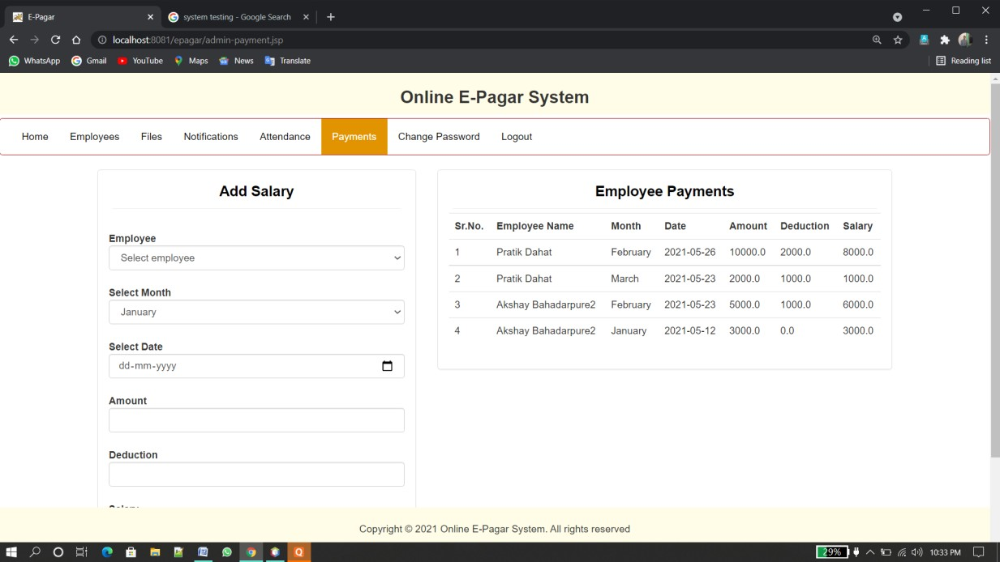 E-Pagar
system testing - Google Search
localhost:8081/epagar/admin-payment.jsp
WhatsApp Gmail YouTube Maps News Translate Reading list
Online E-Pagar System
Home Employees Files Notifications Attendance Payments Change Password Logout
Add Salary
Employee
Select employee
Select Month
January
Select Date
dd-mm-yyyy
Amount
Deduction
Employee Payments
Sr.No. Employee Name Month Date Amount Deduction Salary
1 Pratik Dahat February 2021-05-26 10000.0 2000.0 8000.0
2 Pratik Dahat March 2021-05-23 2000.0 1000.0 1000.0
3 Akshay Bahadarpure2 February 2021-05-23 5000.0 1000.0 6000.0
4 Akshay Bahadarpure2 January 2021-05-12 3000.0 0.0 3000.0
Copyright © 2021 Online E-Pagar System. All rights reserved
29% 10:33 PM